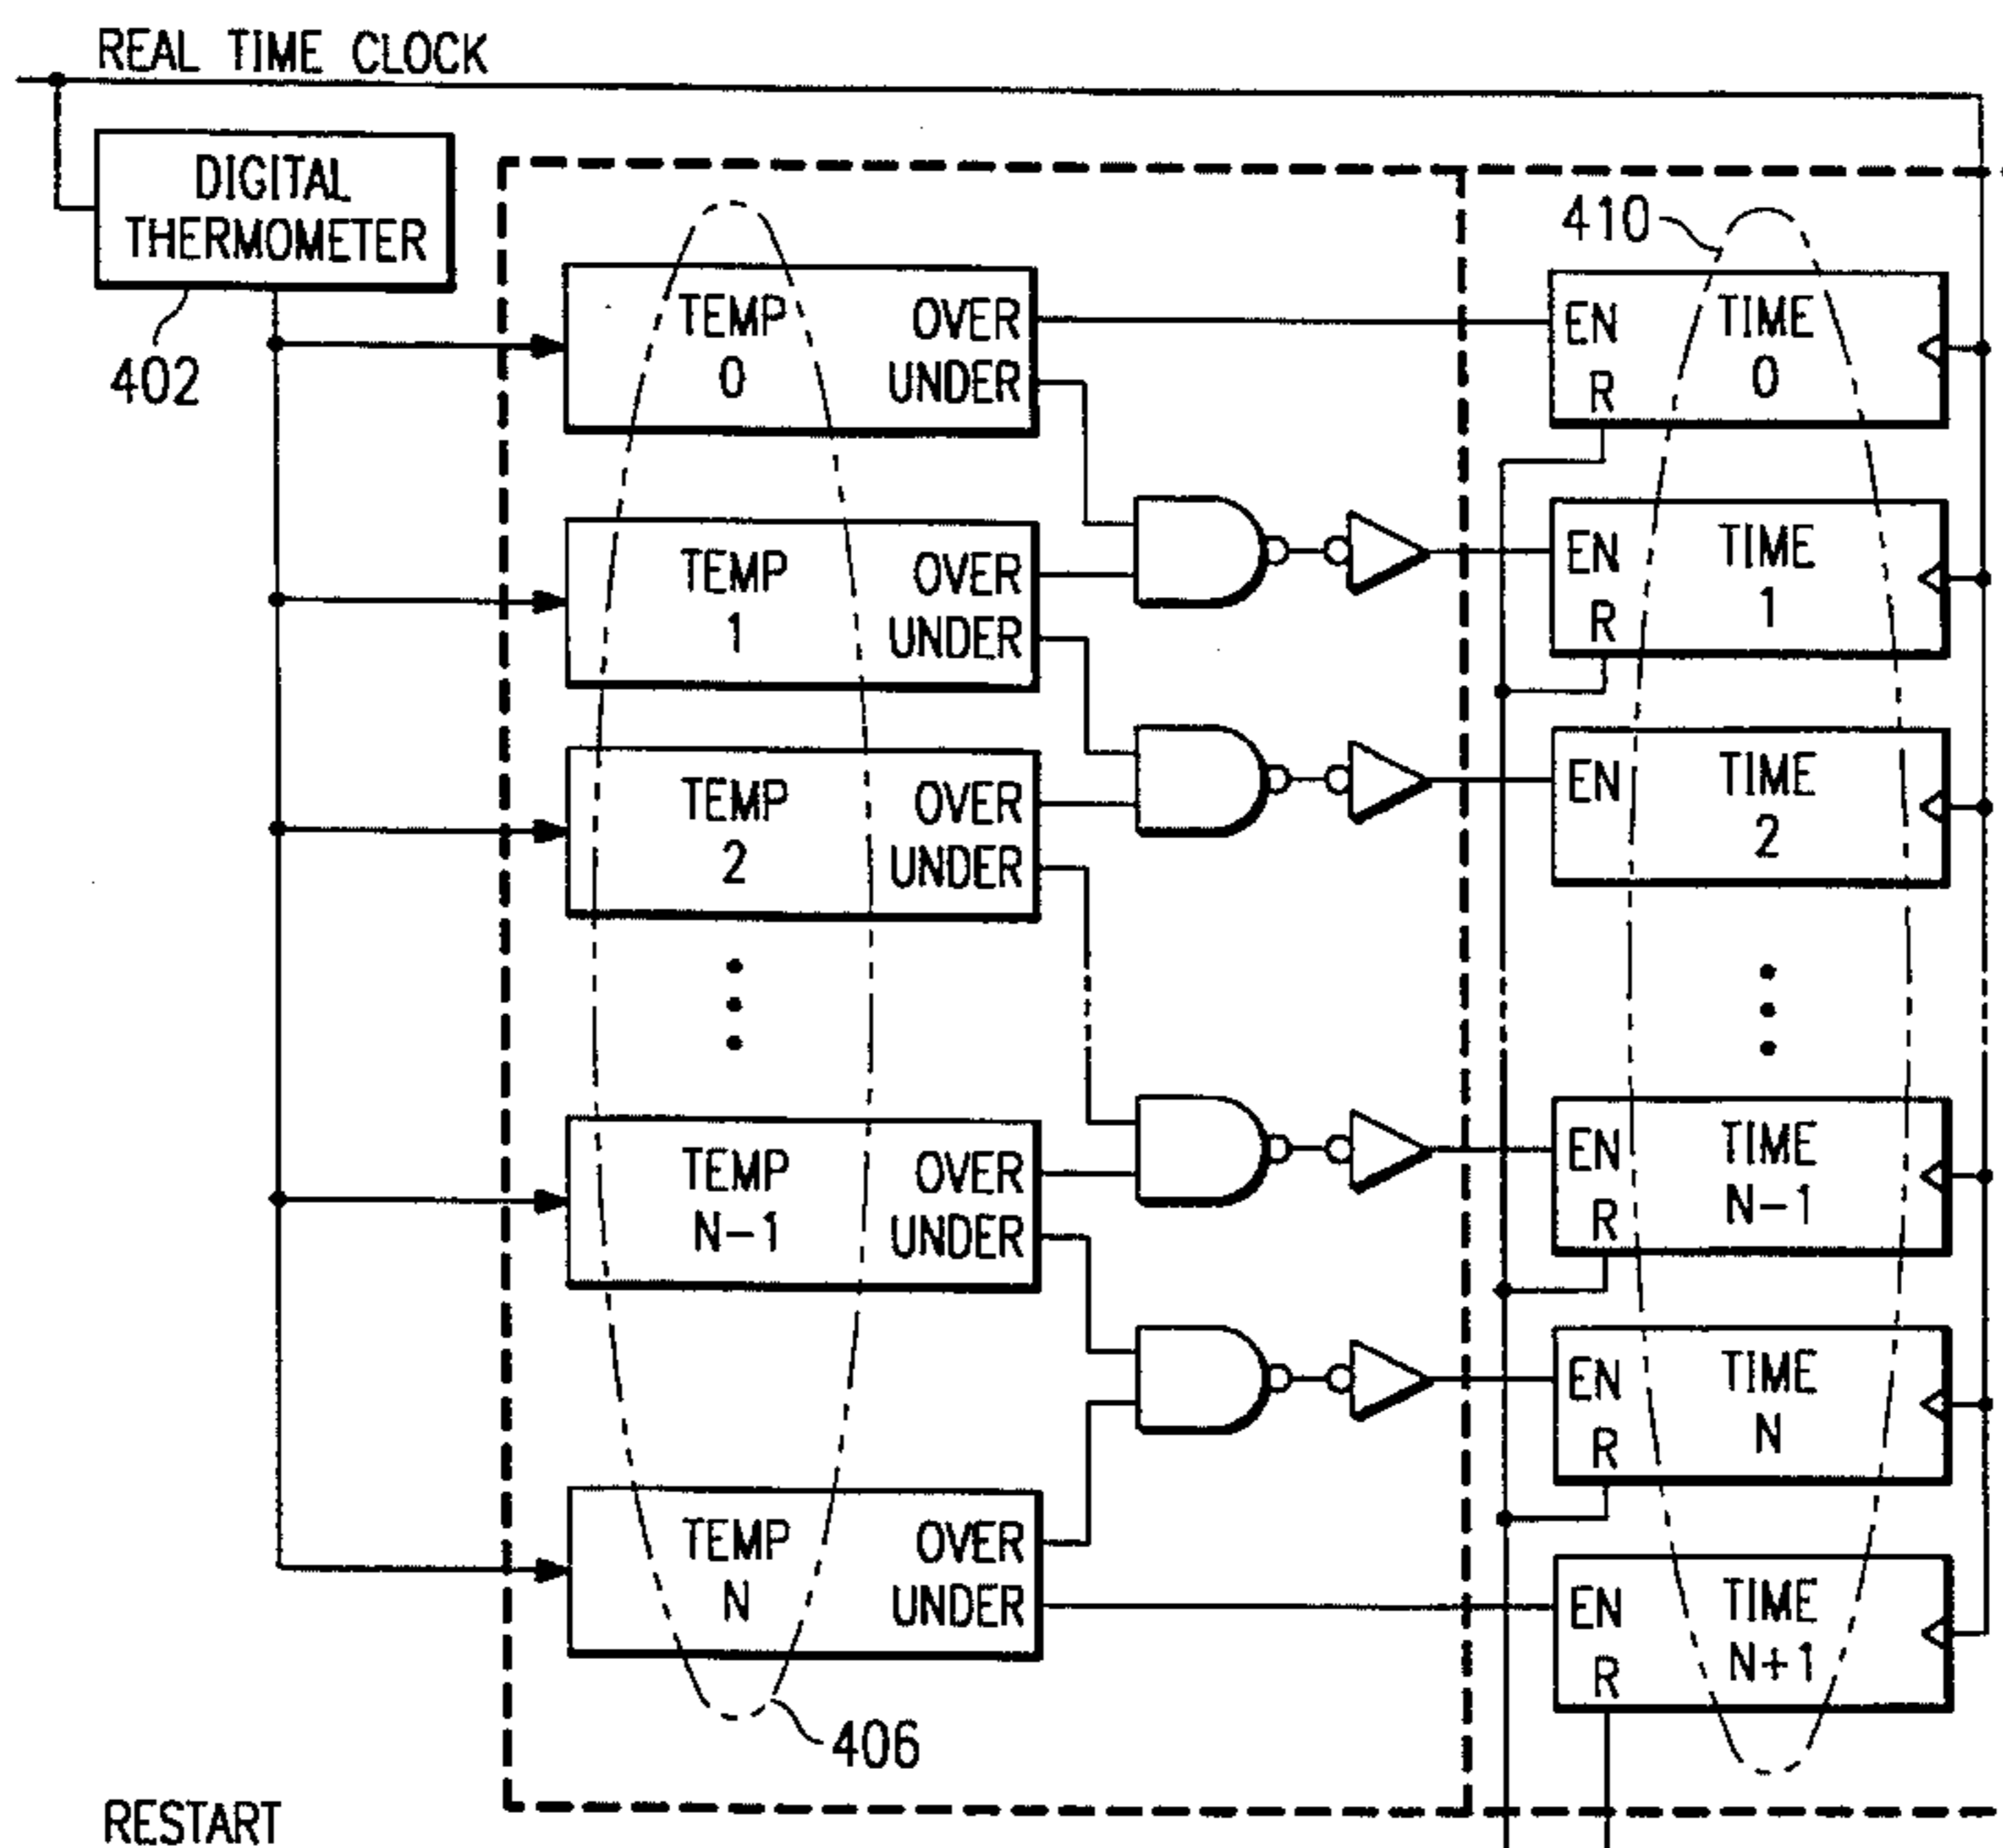 REAL TIME CLOCK
DIGITAL
THERMOMETER
402
TEMP
0
OVER
UNDER
TEMP
1
OVER
UNDER
TEMP
2
OVER
UNDER
TEMP
N-1
OVER
UNDER
TEMP
N
OVER
UNDER
406
410
EN
R
TIME
0
EN
R
TIME
1
EN
TIME
2
EN
R
TIME
N-1
EN
R
TIME
N
EN
R
TIME
N+1
RESTART